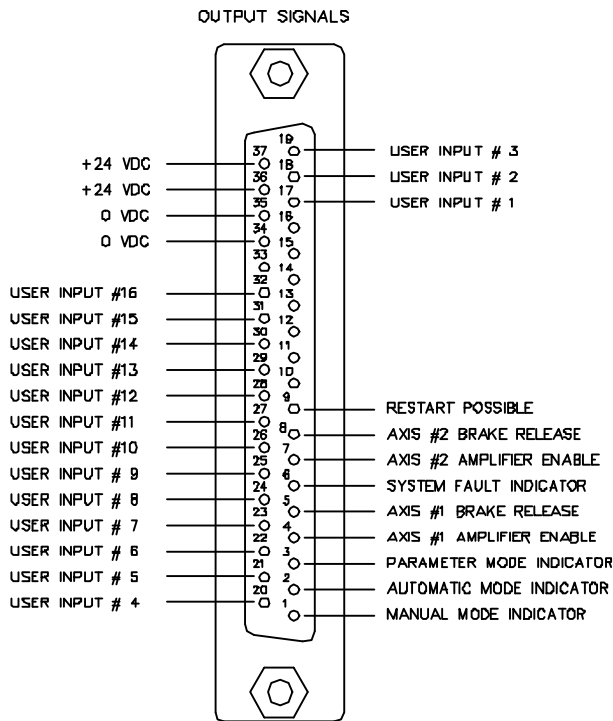 OUTPUT SIGNALS
19
37
USER INPUT # 3
+24 VDC
18
36
USER INPUT # 2
+24 VDC
17
35
USER INPUT # 1
0 VDC
16
34
0 VDC
15
33
14
32
USER INPUT #16
13
31
USER INPUT #15
12
30
USER INPUT #14
11
29
USER INPUT #13
10
28
USER INPUT #12
9
27
RESTART POSSIBLE
USER INPUT #11
8
26
AXIS #2 BRAKE RELEASE
USER INPUT #10
7
25
AXIS #2 AMPLIFIER ENABLE
USER INPUT # 9
6
24
SYSTEM FAULT INDICATOR
USER INPUT # 8
5
23
AXIS #1 BRAKE RELEASE
USER INPUT # 7
4
22
AXIS #1 AMPLIFIER ENABLE
USER INPUT # 6
3
21
PARAMETER MODE INDICATOR
USER INPUT # 5
2
20
AUTOMATIC MODE INDICATOR
USER INPUT # 4
1
MANUAL MODE INDICATOR